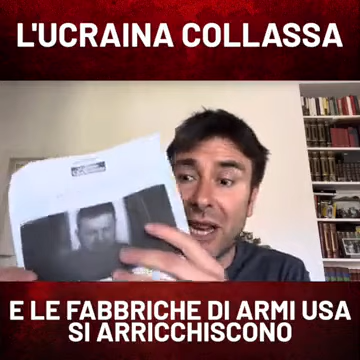 L'UCRAINA COLLASSA
E LE FABBRICHE DI ARMI USA
SI ARRICCHISCONO